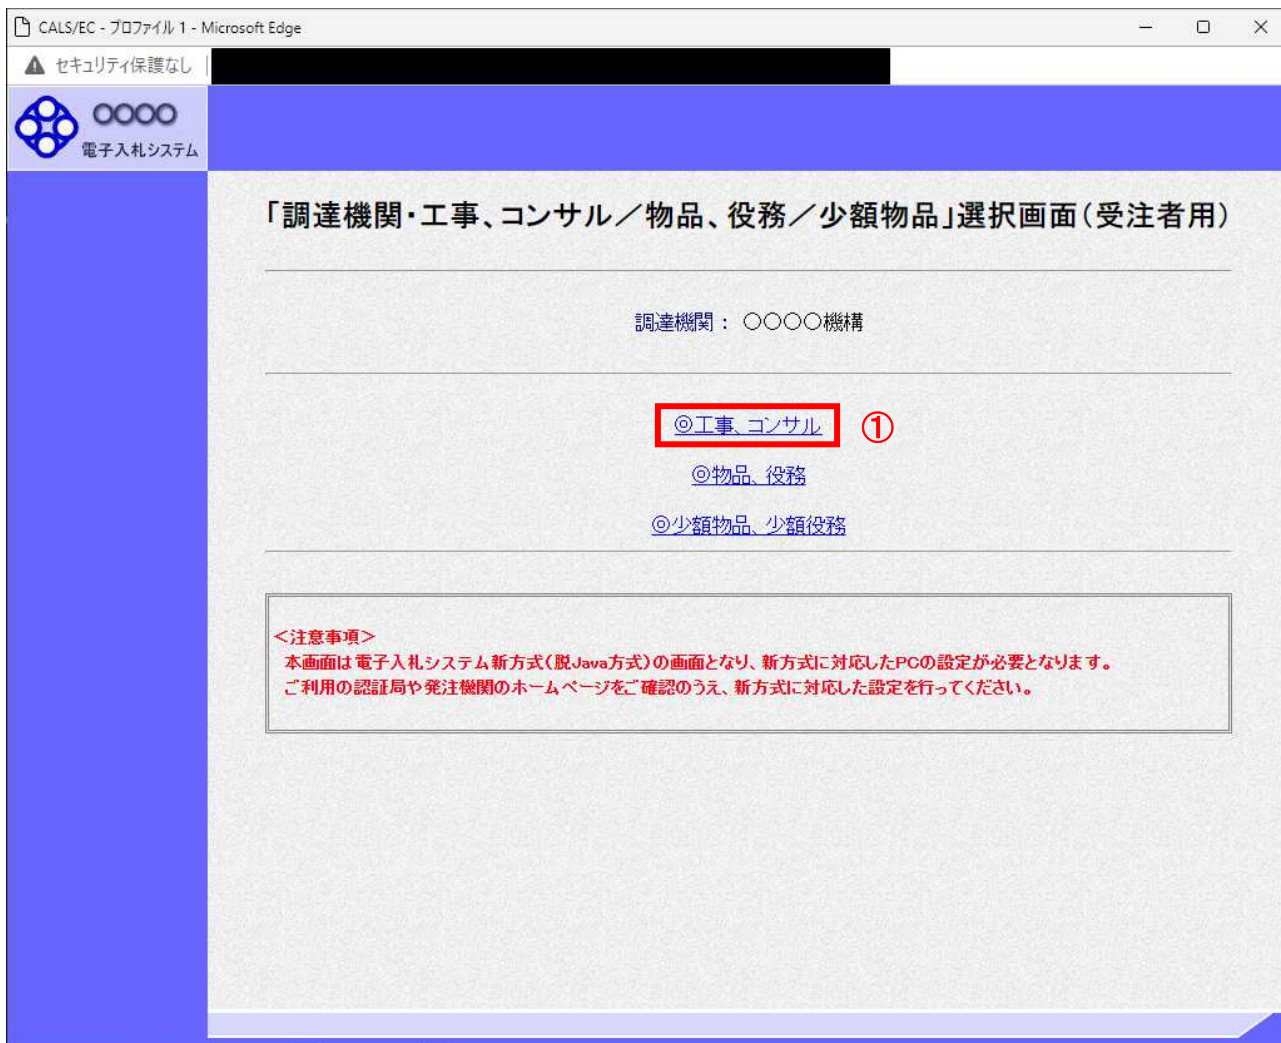 CALS/EC - プロファイル 1 - Microsoft Edge
セキュリティ保護なし
○○○○
電子入札システム
「調達機関・工事、コンサル／物品、役務／少額物品」選択画面（受注者用）
調達機関： ○○○○機構
◎工事、コンサル ①
◎物品、役務
◎少額物品、少額役務
＜注意事項＞
本画面は電子入札システム新方式（脱Java方式）の画面となり、新方式に対応したPCの設定が必要となります。
ご利用の認証局や発注機関のホームページをご確認のうえ、新方式に対応した設定を行ってください。